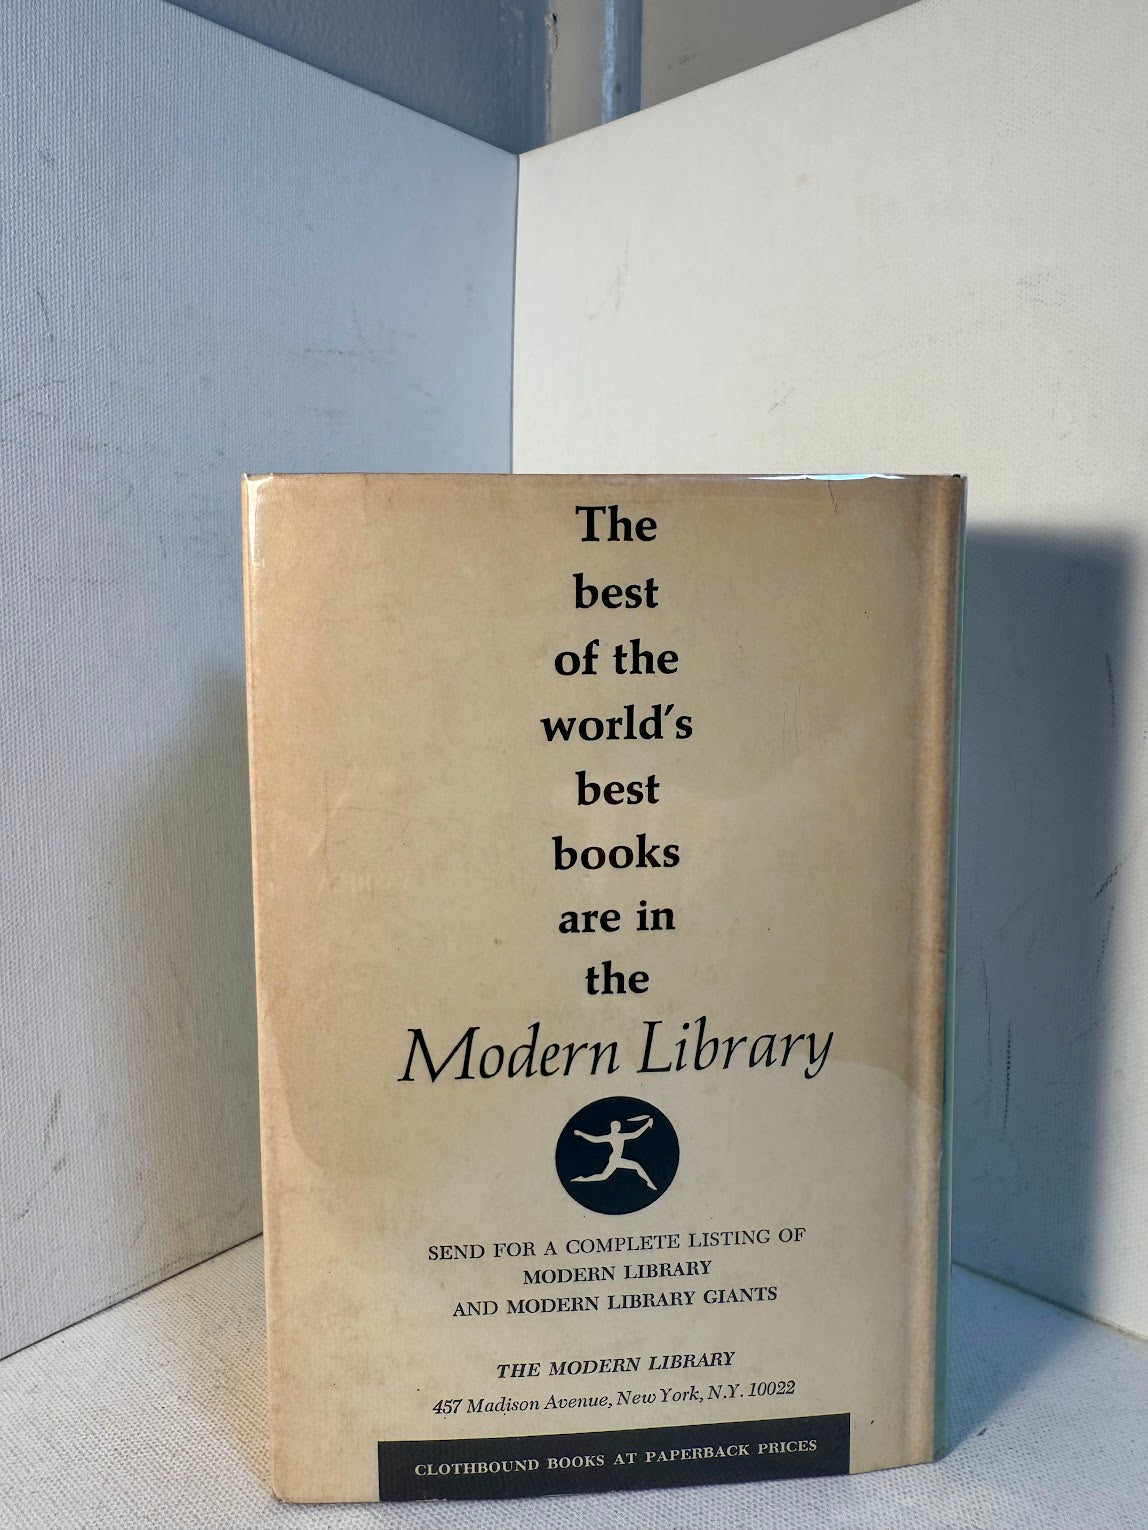 The
best
of the
world's
best
books
are in
the
Modern Library
SEND FOR A COMPLETE LISTING OF
MODERN LIBRARY
AND MODERN LIBRARY GIANTS
THE MODERN LIBRARY
457 Madison Avenue, New York, N.Y. 10022
CLOTHBOUND BOOKS AT PAPERBACK PRICES